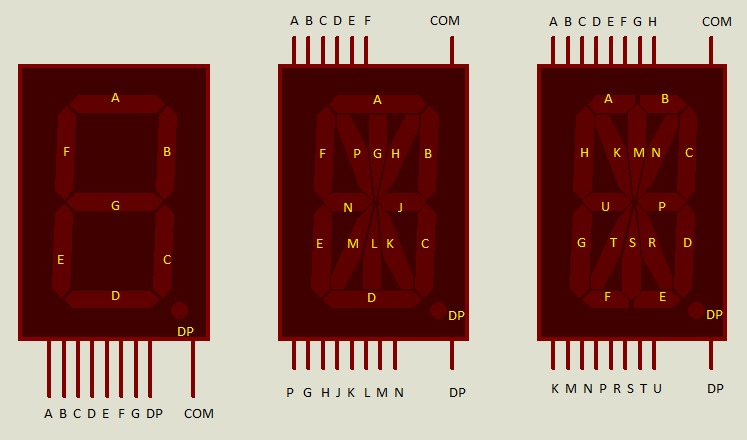 A
F B
G
E C
D
DP
A B C D E F G DP COM
A B C D E F COM
A
F P G H B
N J
E M L K C
D
DP
P G H J K L M N DP
A B C D E F G H COM
A B
H K M N C
U P
G T S R D
F E
DP
K M N P R S T U DP